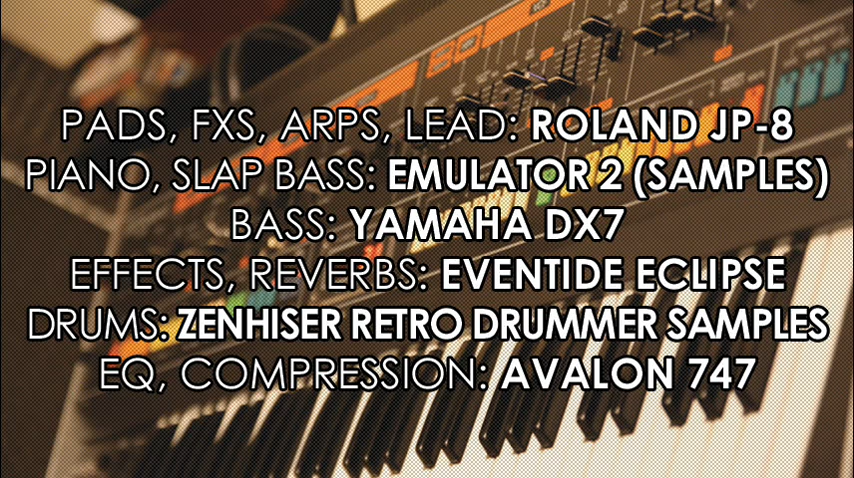 PADS, FXS, ARPS, LEAD: ROLAND JP-8
PIANO, SLAP BASS: EMULATOR 2 (SAMPLES)
BASS: YAMAHA DX7
EFFECTS, REVERBS: EVENTIDE ECLIPSE
DRUMS: ZENHISER RETRO DRUMMER SAMPLES
EQ, COMPRESSION: AVALON 747